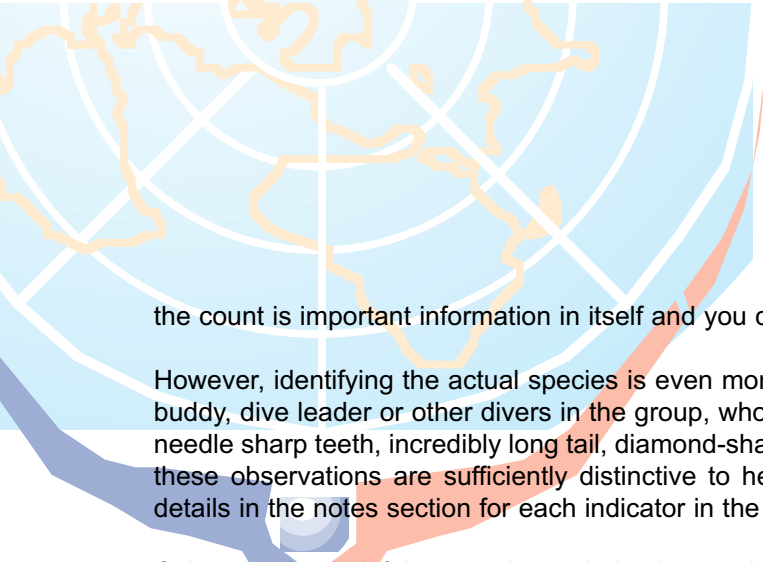 the count is important information in itself and you
However, identifying the actual species is even
buddy, dive leader or other divers in the group,
needle sharp teeth, incredibly long tail,
these observations are sufficiently distinctive to
details in the notes section for each indicator in the